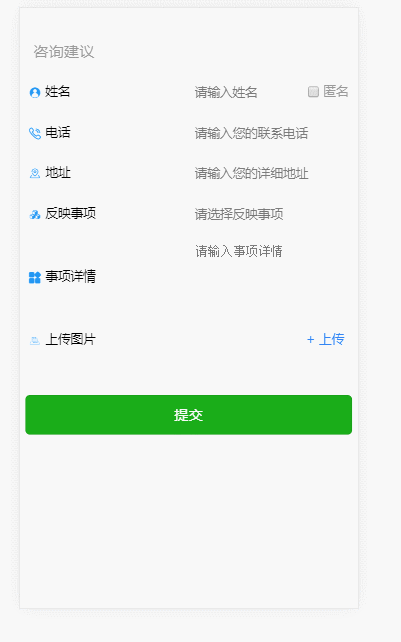 咨询建议
姓名 请输入姓名 匿名
电话 请输入您的联系电话
地址 请输入您的详细地址
反映事项 请选择反映事项
请输入事项详情
事项详情
上传图片 + 上传
提交